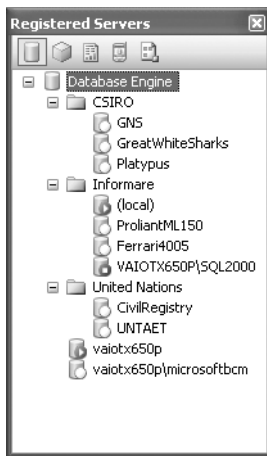 Registered Servers
Database Engine
CSIRO
GNS
GreatWhiteSharks
Platypus
Informare
(local)
ProliantML150
Ferrari4005
VAIOTX650P\SQL2000
United Nations
CivilRegistry
UNTAET
vaiotx650p
vaiotx650p\microsoftbcm